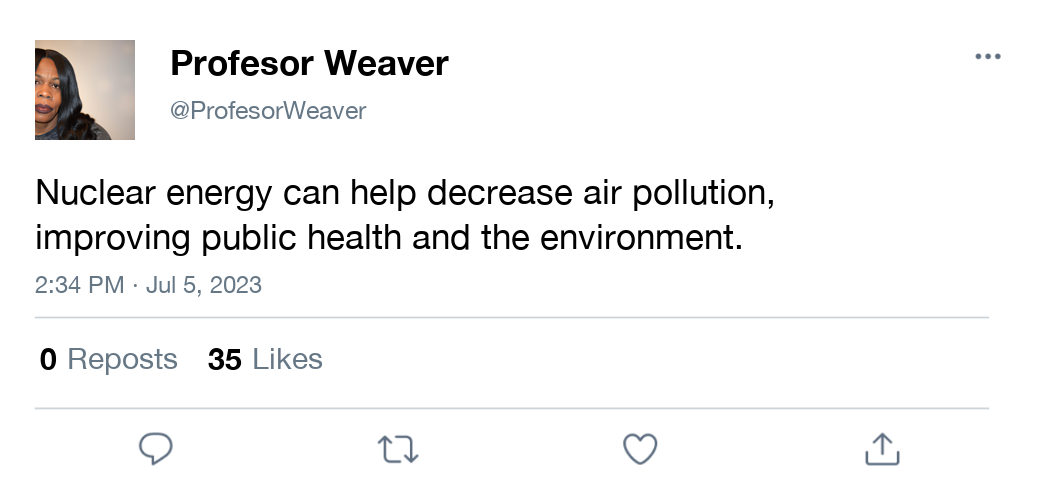 Profesor Weaver
@ProfesorWeaver
Nuclear energy can help decrease air pollution,
improving public health and the environment.
2:34 PM · Jul 5, 2023
0 Reposts 35 Likes